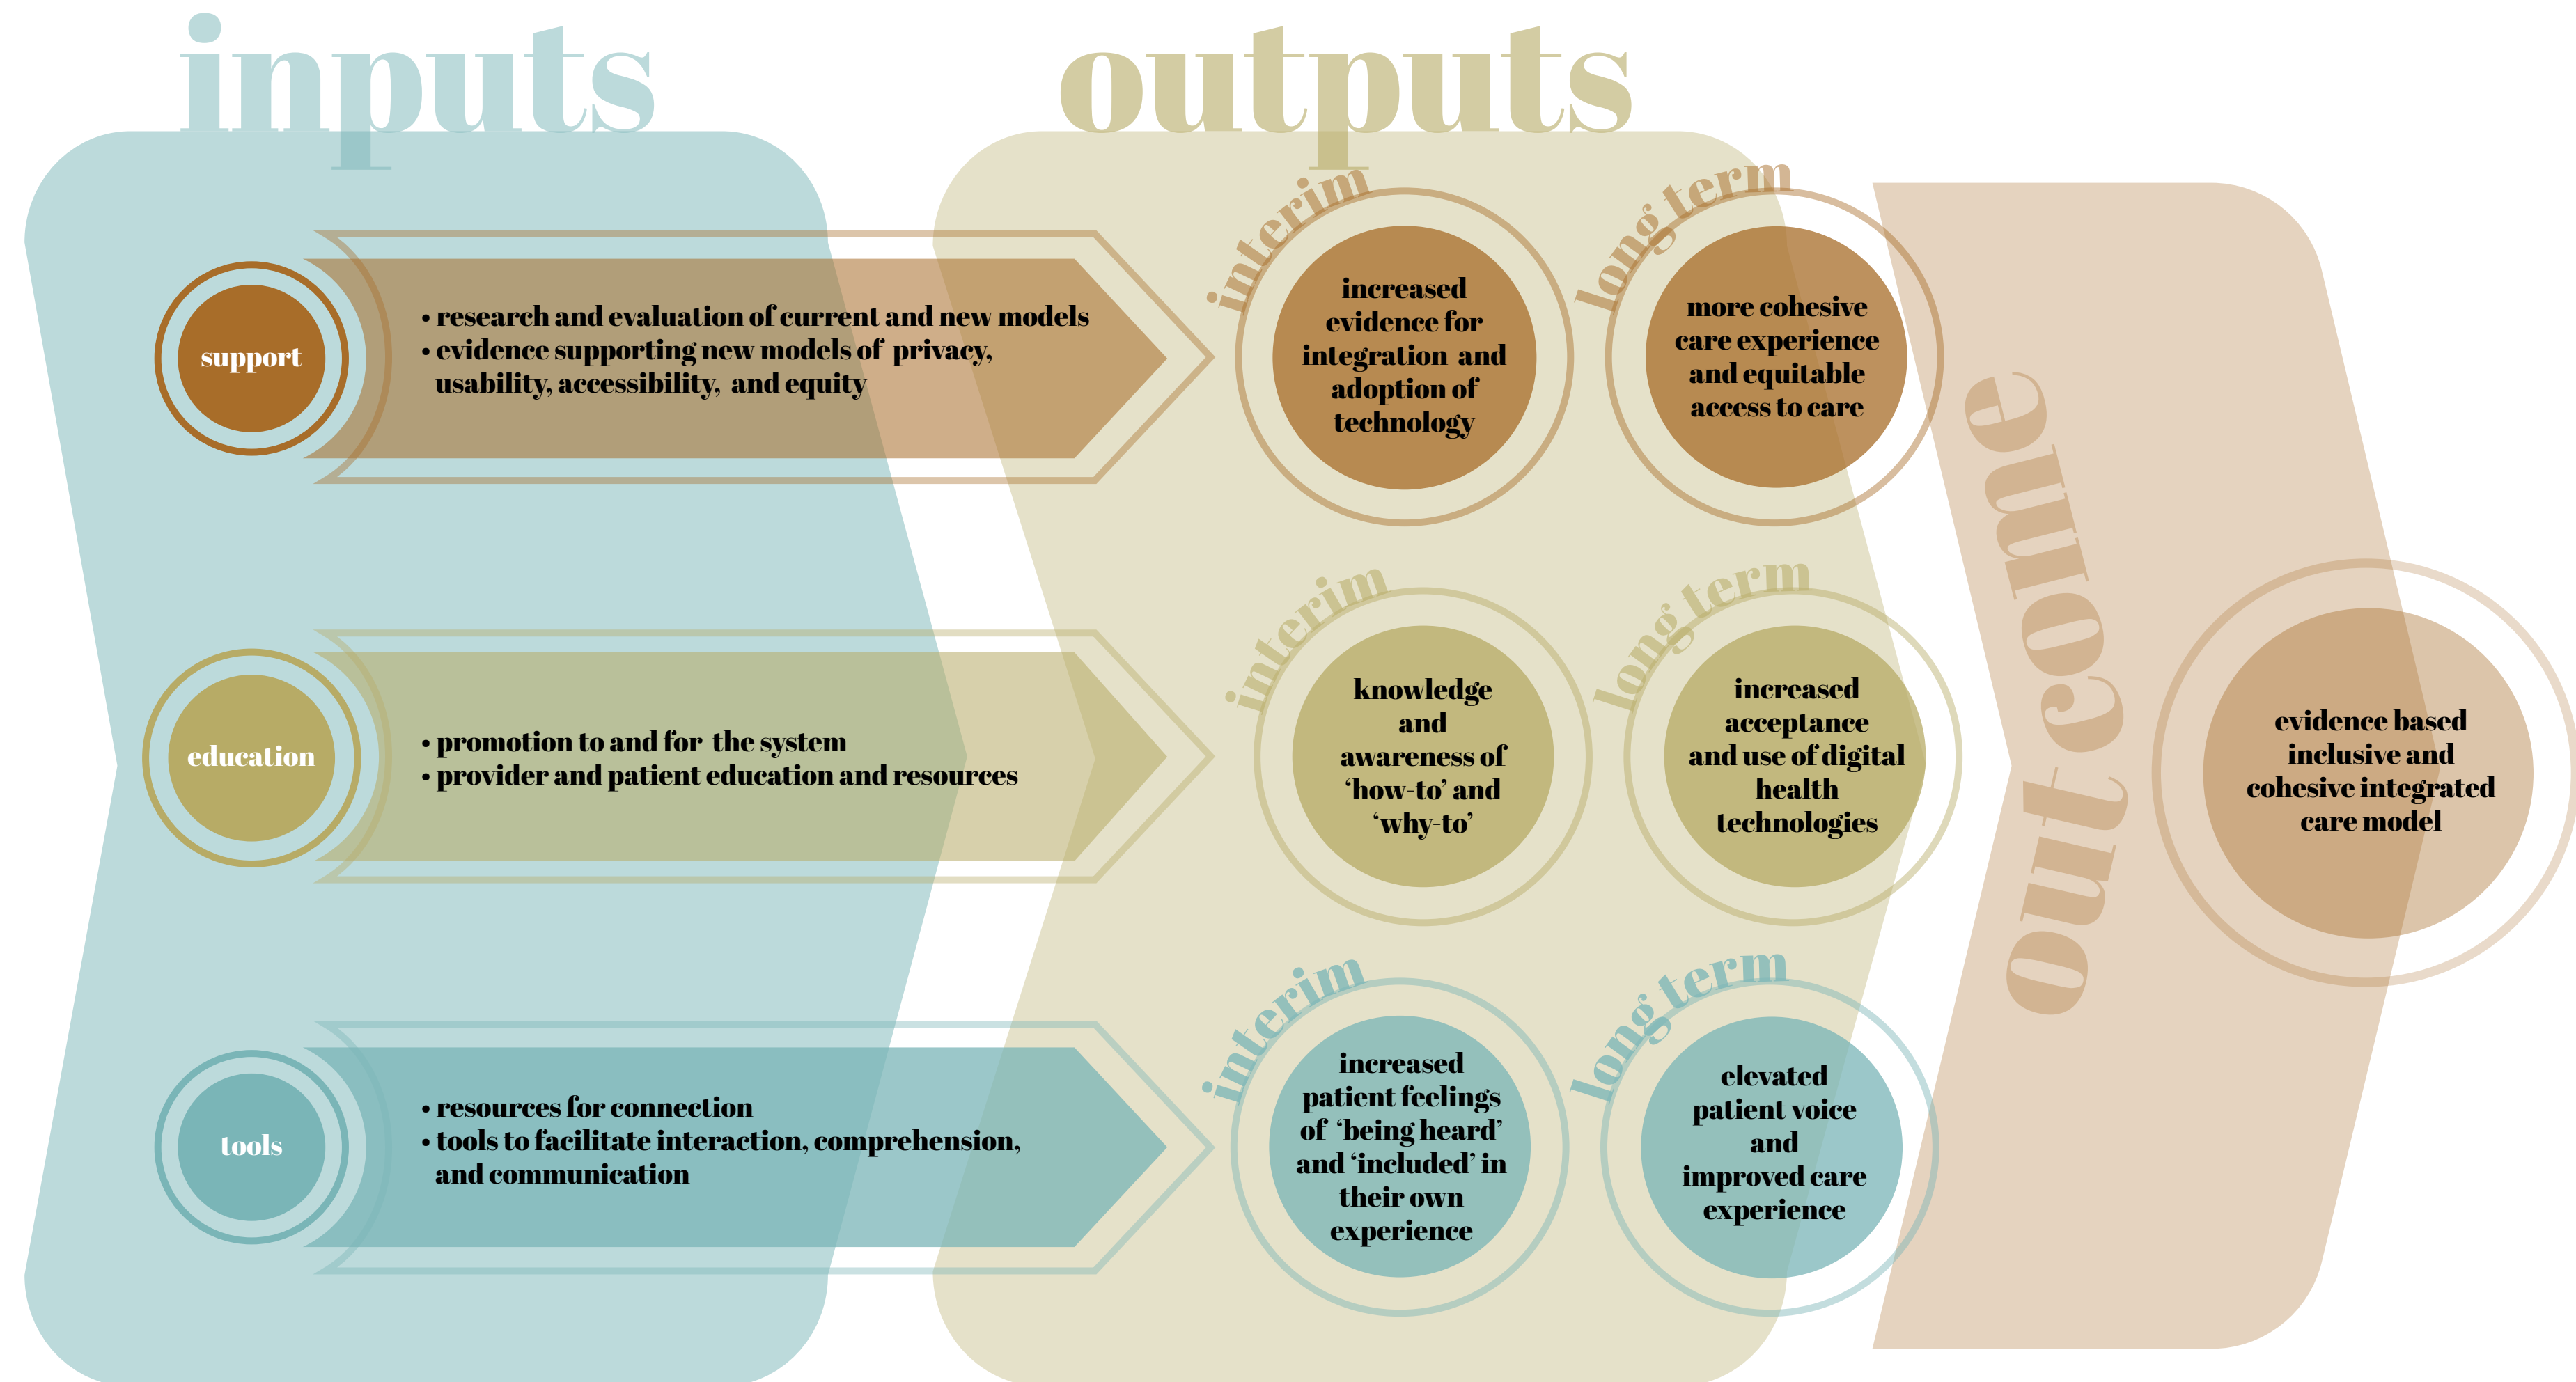 inputs
outputs
support
• research and evaluation of current and new models
• evidence supporting new models of privacy,
usability, accessibility, and equity
interim
increased
evidence for
integration and
adoption of
technology
long term
more cohesive
care experience
and equitable
access to care
education
• promotion to and for the system
• provider and patient education and resources
interim
knowledge
and
awareness of
‘how-to’ and
‘why-to’
long term
increased
acceptance
and use of digital
health
technologies
tools
• resources for connection
• tools to facilitate interaction, comprehension,
and communication
interim
increased
patient feelings
of ‘being heard’
and ‘included’ in
their own
experience
long term
elevated
patient voice
and
improved care
experience
outcome
evidence based
inclusive and
cohesive integrated
care model